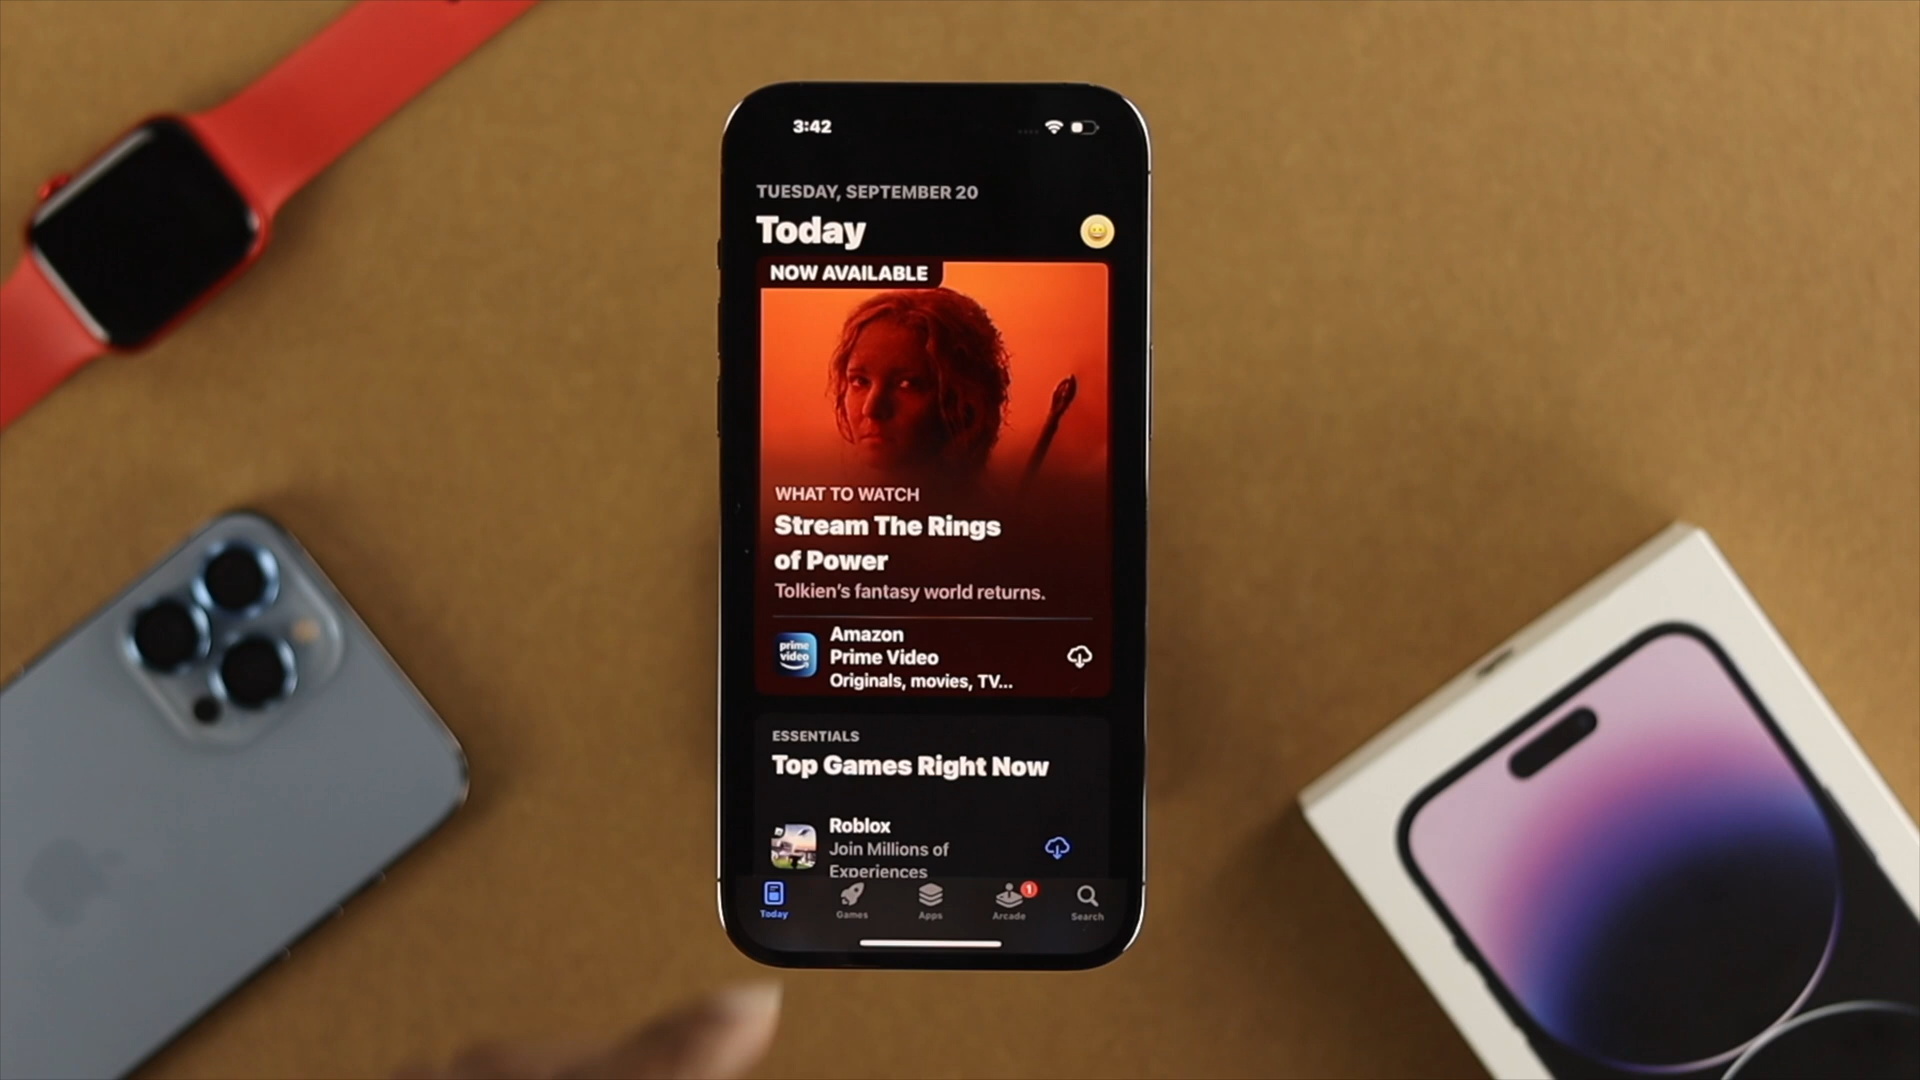 3:42
TUESDAY, SEPTEMBER 20
Today
NOW AVAILABLE
WHAT TO WATCH
Stream The Rings
of Power
Tolkien's fantasy world returns.
prime
video
Amazon
Prime Video
Originals, movies, TV...
ESSENTIALS
Top Games Right Now
Roblox
Join Millions of
Experiences
Today
Games
Apps
1
Arcade
Search